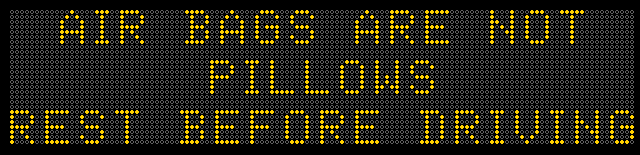 AIR BAGS ARE NOT
PILLOWS
REST BEFORE DRIVING